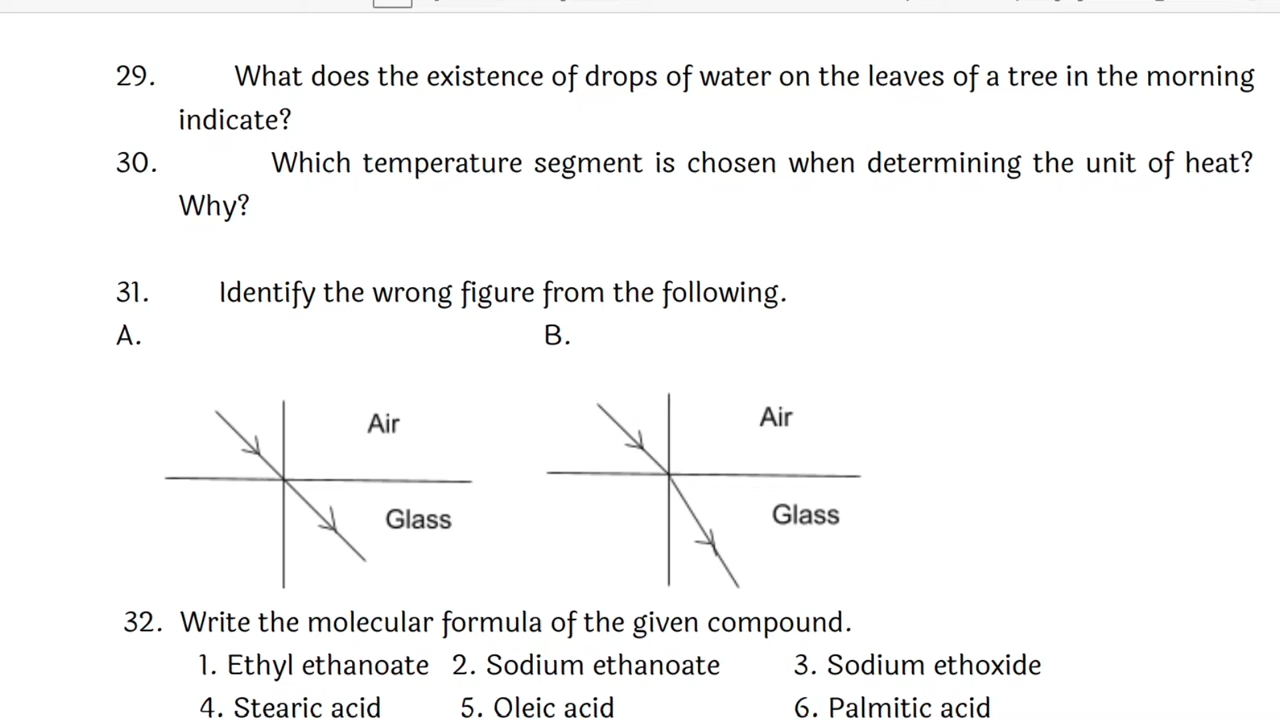 29. What does the existence of drops of water on the leaves of a tree in the morning
indicate?
30. Which temperature segment is chosen when determining the unit of heat?
Why?
31. Identify the wrong figure from the following.
A. B.
Air Air
Glass Glass
32. Write the molecular formula of the given compound.
1. Ethyl ethanoate 2. Sodium ethanoate 3. Sodium ethoxide
4. Stearic acid 5. Oleic acid 6. Palmitic acid